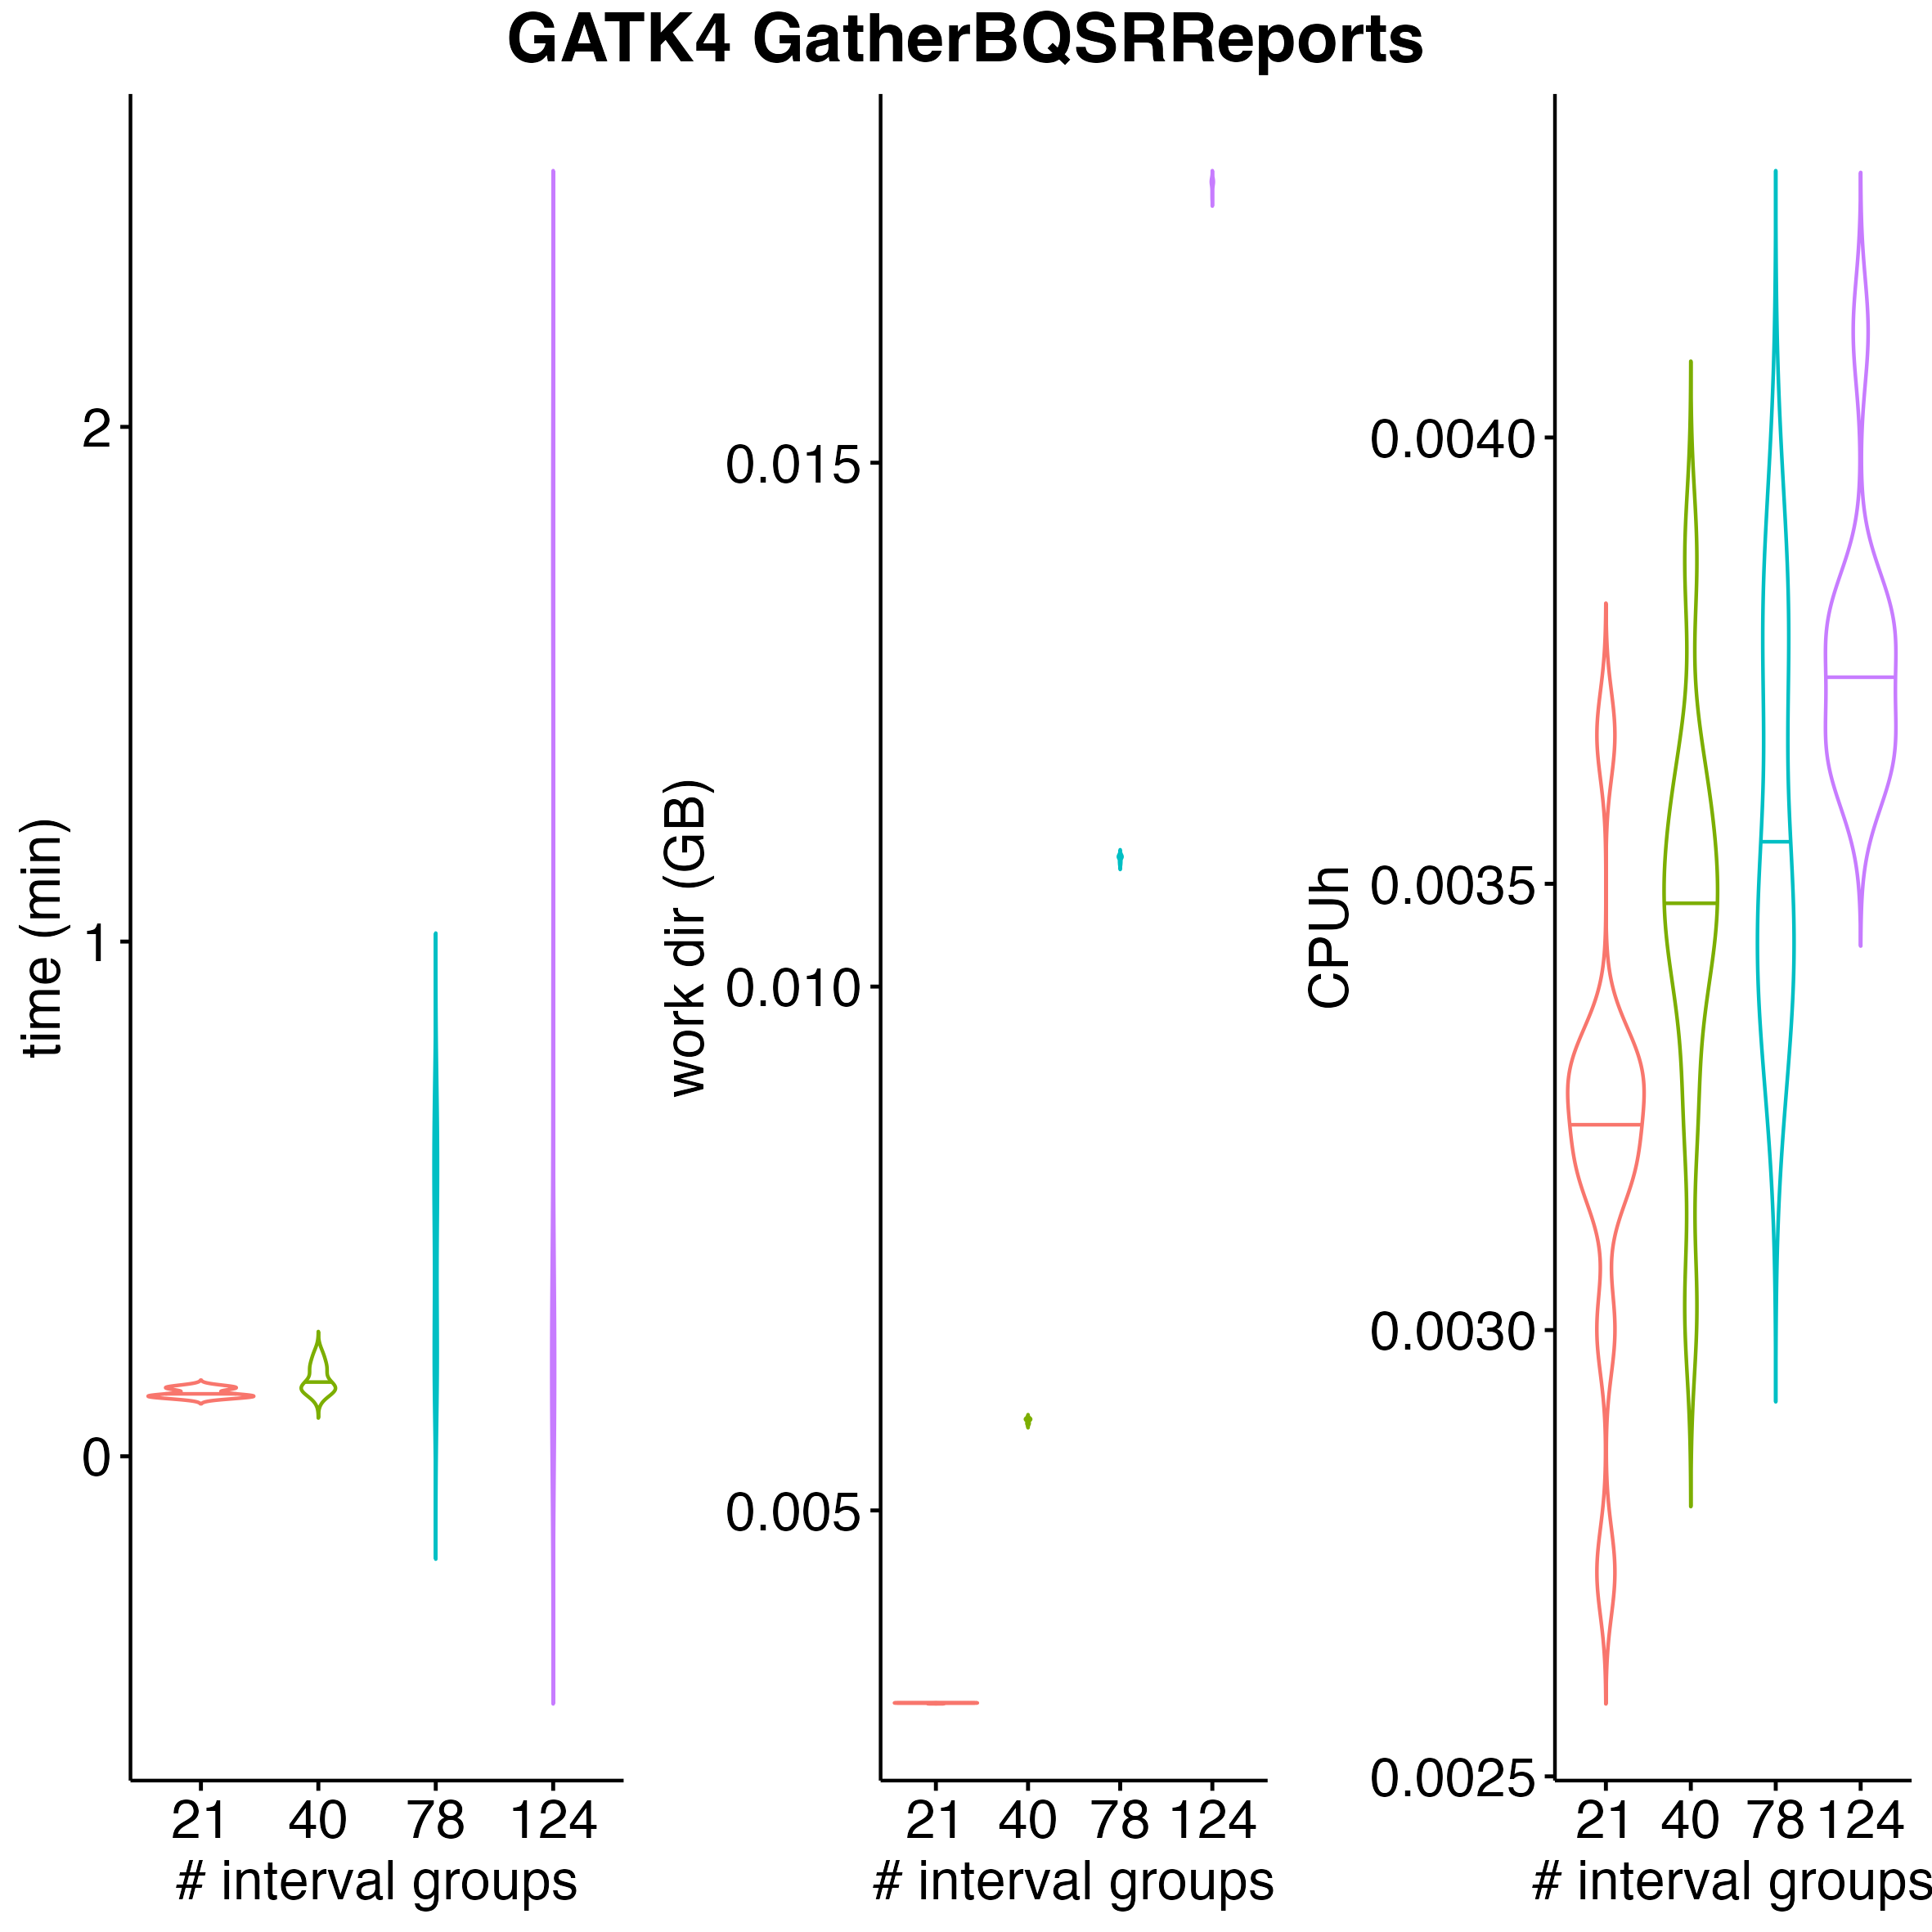 GATK4 GatherBQSRReports
time (min)
2
1
0
21 40 78 124
# interval groups
work dir (GB)
0.015
0.010
0.005
21 40 78 124
# interval groups
CPUh
0.0040
0.0035
0.0030
0.0025
21 40 78 124
# interval groups